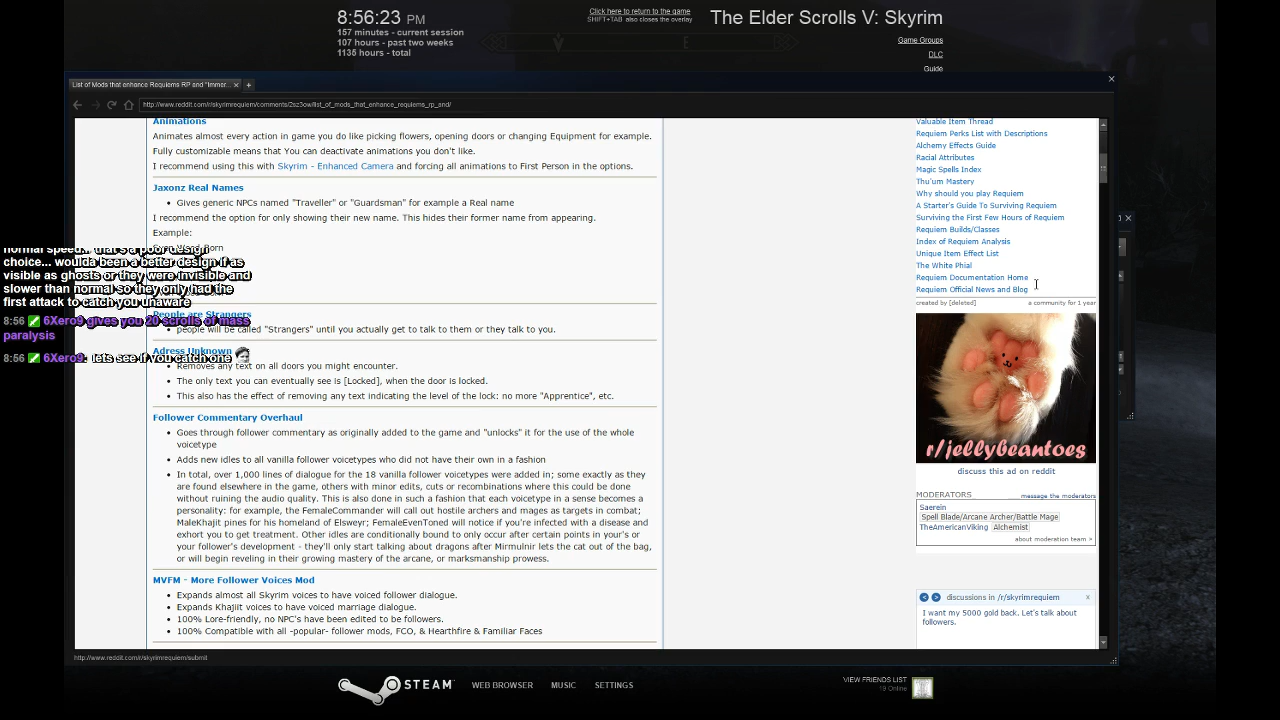 8:56:23 PM
157 minutes - current session
107 hours - past two weeks
1136 hours - total
Click here to return to the game
SHIFT+TAB also closes the overlay
The Elder Scrolls V: Skyrim
Game Groups
DLC
Guide
List of Mods that enhance Requiems RP and "Immer...
http://www.reddit.com/r/skyrimrequiem/comments/2sz3ow/list_of_mods_that_enhance_requiems_rp_and/
Animations
Animates almost every action in game you do like picking flowers, opening doors or changing Equipment for example.
Fully customizable means that You can deactivate animations you don't like.
I recommend using this with Skyrim - Enhanced Camera and forcing all animations to First Person in the options.
Jaxonz Real Names
Gives generic NPCs named "Traveller" or "Guardsman" for example a Real name
I recommend the option for only showing their new name. This hides their former name from appearing.
Example:
normal speed.. that's a poor design
choice... woulda been a better design if as
visible as ghosts or they were invisible and
slower than normal so they only had the
first attack to catch you unaware
8:56 6Xero9 gives you 20 scrolls of mass
paralysis
8:56 6Xero9: lets see if you catch one
People are Strangers
people will be called "Strangers" until you actually get to talk to them or they talk to you.
Adress Unknown
Removes any text on all doors you might encounter.
The only text you can eventually see is [Locked], when the door is locked.
This also has the effect of removing any text indicating the level of the lock: no more "Apprentice", etc.
Follower Commentary Overhaul
Goes through follower commentary as originally added to the game and "unlocks" it for the use of the whole
voicetype
Adds new idles to all vanilla follower voicetypes who did not have their own in a fashion
In total, over 1,000 lines of dialogue for the 18 vanilla follower voicetypes were added in; some exactly as they
are found elsewhere in the game, others with minor edits, cuts or recombinations where this could be done
without ruining the audio quality. This is also done in such a fashion that each voicetype in a sense becomes a
personality: for example, the FemaleCommander will call out hostile archers and mages as targets in combat;
MaleKhajit pines for his homeland of Elsweyr; FemaleEvenToned will notice if you're infected with a disease and
exhort you to get treatment. Other idles are conditionally bound to only occur after certain points in your's or
your follower's development - they'll only start talking about dragons after Mirmulnir lets the cat out of the bag,
or will begin reveling in their growing mastery of the arcane, or marksmanship prowess.
MVFM - More Follower Voices Mod
Expands almost all Skyrim voices to have voiced follower dialogue.
Expands Khajiit voices to have voiced marriage dialogue.
100% Lore-friendly, no NPC's have been edited to be followers.
100% Compatible with all -popular- follower mods, FCO, & Hearthfire & Familiar Faces
Valuable Item Thread
Requiem Perks List with Descriptions
Alchemy Effects Guide
Racial Attributes
Magic Spells Index
Thu'um Mastery
Why should you play Requiem
A Starter's Guide To Surviving Requiem
Surviving the First Few Hours of Requiem
Requiem Builds/Classes
Index of Requiem Analysis
Unique Item Effect List
The White Phial
Requiem Documentation Home
Requiem Official News and Blog
created by [deleted]
a community for 1 year
r/jellybeantoes
discuss this ad on reddit
MODERATORS
message the moderators
Saerein
Spell Blade/Arcane Archer/Battle Mage
TheAmericanViking Alchemist
about moderation team »
discussions in /r/skyrimrequiem
x
I want my 5000 gold back. Let's talk about
followers.
http://www.reddit.com/r/skyrimrequiem/submit
STEAM
WEB BROWSER
MUSIC
SETTINGS
VIEW FRIENDS LIST
19 Online